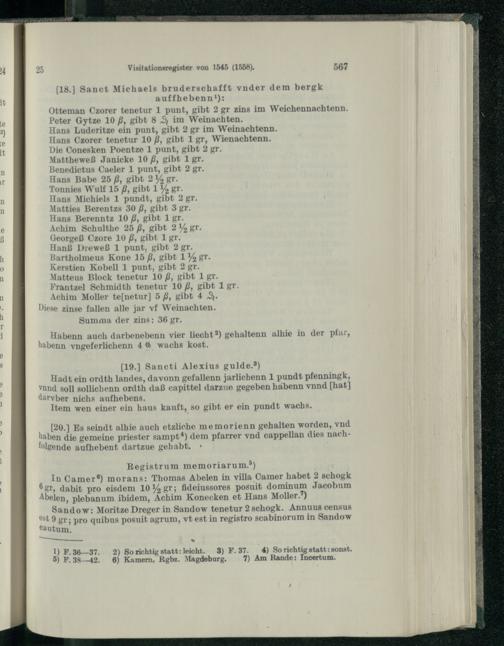 25 Visitationsregister von 1545 (1558). 567
[18.] Sanct Michaels bruderschafft vnder dem bergk
auffhebenn¹):
Otteman Czorer tenetur 1 punt, gibt 2 gr zins im Weichennachtenn.
Peter Gytze 10 β, gibt 8 ₰ im Weinachten.
Hans Luderitze ein punt, gibt 2 gr im Weinachtenn.
Hans Czorer tenetur 10 β, gibt 1 gr, Wienachtenn.
Die Conesken Poentze 1 punt, gibt 2 gr.
Mattheweß Janicke 10 β, gibt 1 gr.
Benedictus Caeler 1 punt, gibt 2 gr.
Hans Babe 25 β, gibt 2½ gr.
Tonnies Wulf 15 β, gibt 1½ gr.
Hans Michiels 1 pundt, gibt 2 gr.
Matties Berentzs 30 β, gibt 3 gr.
Hans Berenntz 10 β, gibt 1 gr.
Achim Schulthe 25 β, gibt 2½ gr.
Georgeß Czore 10 β, gibt 1 gr.
Hanß Dreweß 1 punt, gibt 2 gr.
Bartholmeus Kone 15 β, gibt 1½ gr.
Kerstien Kobell 1 punt, gibt 2 gr.
Matteus Block tenetur 10 β, gibt 1 gr.
Frantzel Schmidth tenetur 10 β, gibt 1 gr.
Achim Moller te[netur] 5 β, gibt 4 ₰.
Diese zinse fallen alle jar vf Weinachten.
Summa der zins: 36 gr.
Habenn auch darbenebenn vier liecht²) gehaltenn alhie in der pfar,
habenn vngeferlichenn 4 ℔ wachs kost.
[19.] Sancti Alexius gulde.³)
Hadt ein ordth landes, davonn gefallenn jarlichenn 1 pundt pfenningk,
vnnd soll sollichenn ordth daß capittel darzue gegeben habenn vnnd [hat]
darvber nichs aufhebens.
Item wen einer ein haus kauft, so gibt er ein pundt wachs.
[20.] Es seindt alhie auch etzliche memorienn gehalten worden, vnd
haben die gemeine priester sampt⁴) dem pfarrer vnd cappellan dies nach-
folgende aufhebent dartzue gehabt.
Registrum memoriarum.⁵)
In Camer⁶) morans: Thomas Abelen in villa Camer habet 2 schogk
6 gr, dabit pro eisdem 10½ gr; fideiussores posuit dominum Jacobum
Abelen, plebanum ibidem, Achim Konecken et Hans Moller.⁷)
Sandow: Moritze Dreger in Sandow tenetur 2 schogk. Annuus census
est 9 gr; pro quibus posuit agrum, vt est in registro scabinorum in Sandow
cautum.
1) F. 36—37. 2) So richtig statt: leicht. 3) F. 37. 4) So richtig statt: sonst.
5) F. 38—42. 6) Kamern, Rgbz. Magdeburg. 7) Am Rande: Incertum.